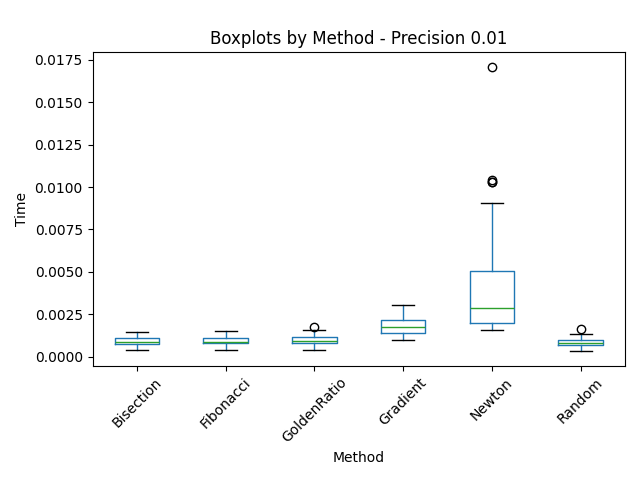 Boxplots by Method - Precision 0.01
0.0175
0.0150
0.0125
0.0100
0.0075
0.0050
0.0025
0.0000
Time
Bisection
Fibonacci
GoldenRatio
Gradient
Newton
Random
Method